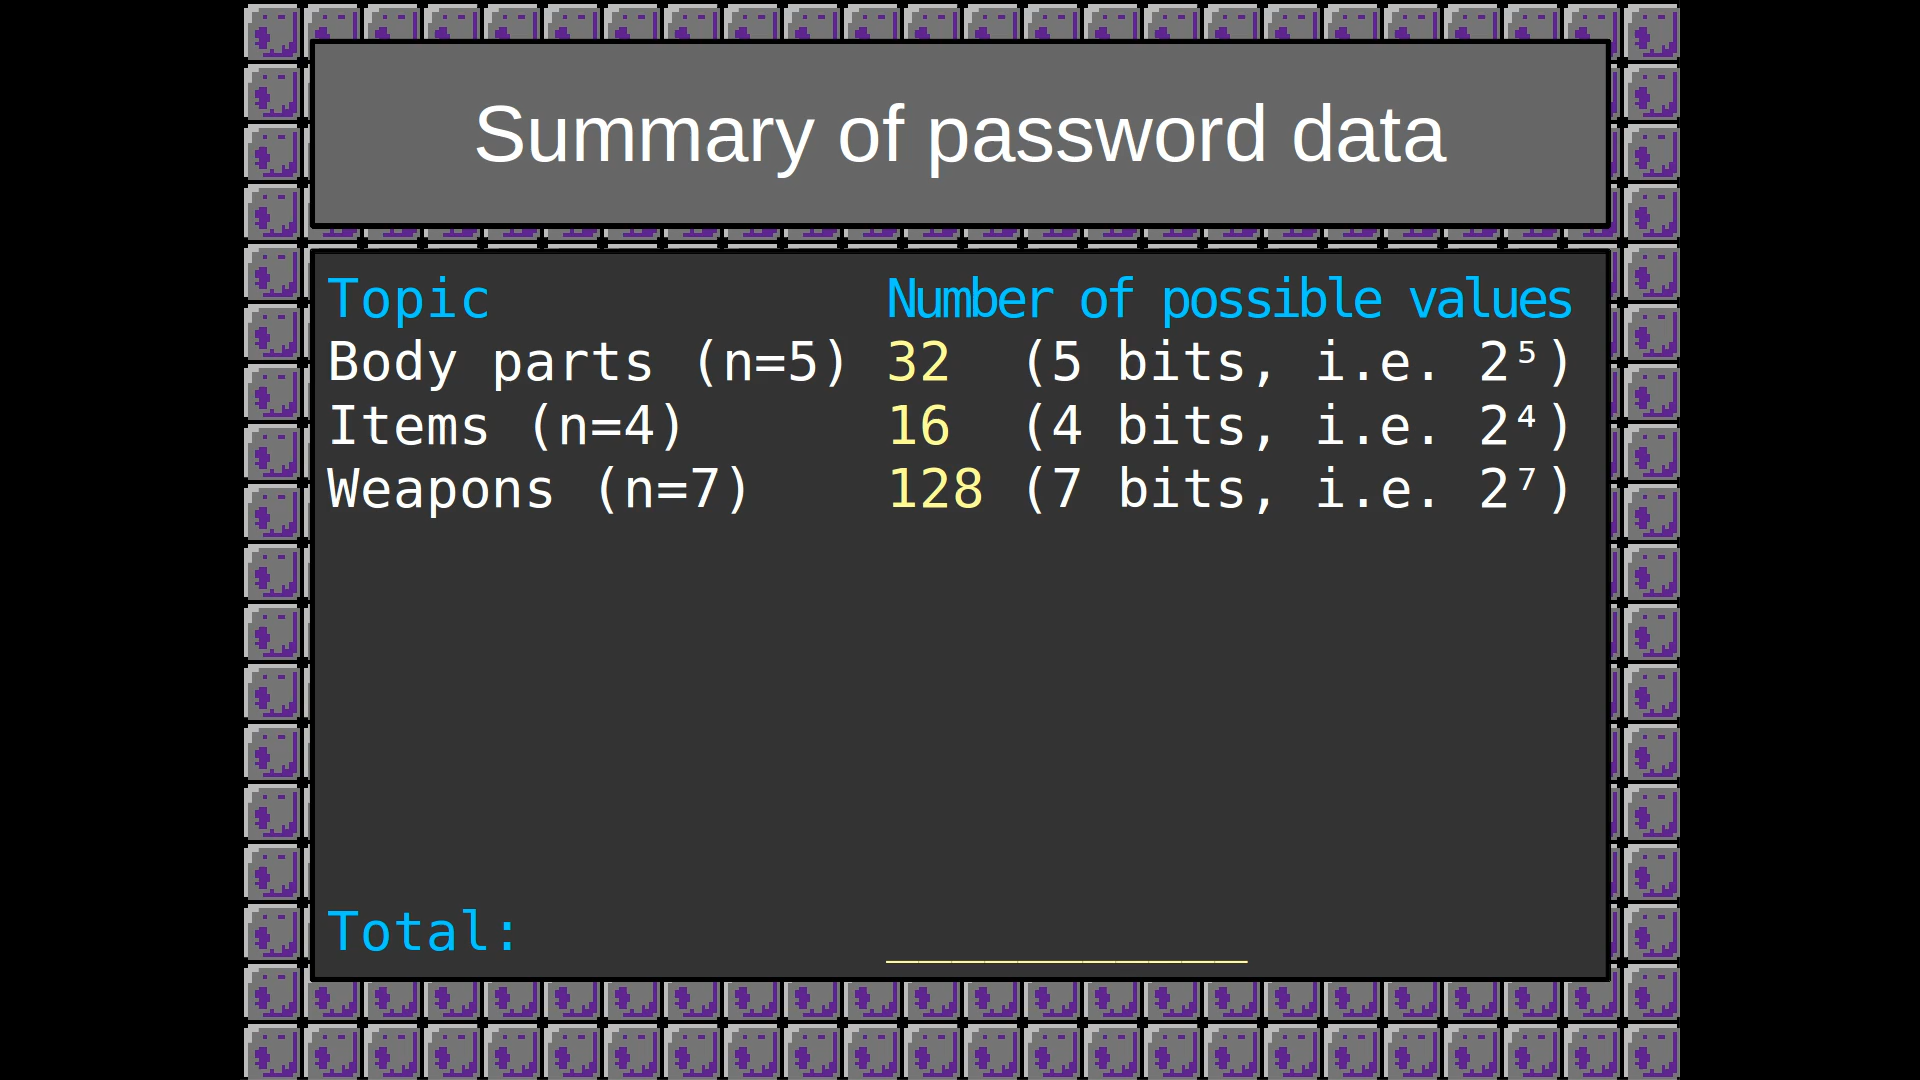 Summary of password data
Topic Number of possible values
Body parts (n=5) 32 (5 bits, i.e. 2⁵)
Items (n=4) 16 (4 bits, i.e. 2⁴)
Weapons (n=7) 128 (7 bits, i.e. 2⁷)
Total: ___________